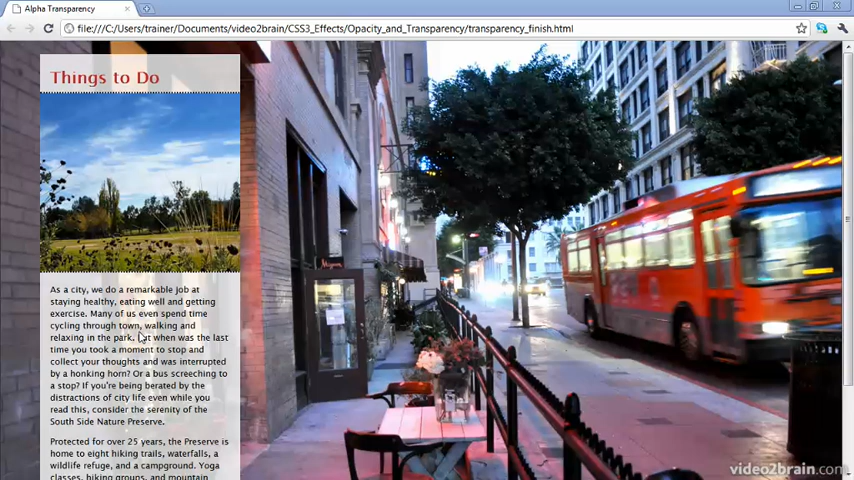 Alpha Transparency
file:///C:/Users/trainer/Documents/video2brain/CSS3_Effects/Opacity_and_Transparency/transparency_finish.html
Things to Do
As a city, we do a remarkable job at
staying healthy, eating well and getting
exercise. Many of us even spend time
cycling through town, walking and
relaxing in the park. But when was the last
time you took a moment to stop and
collect your thoughts and was interrupted
by a honking horn? Or a bus screeching to
a stop? If you're being berated by the
distractions of city life even while you
read this, consider the serenity of the
South Side Nature Preserve.
Protected for over 25 years, the Preserve is
home to eight hiking trails, waterfalls, a
wildlife refuge, and a campground. Yoga
classes, hiking groups, and mountain
video2brain.com